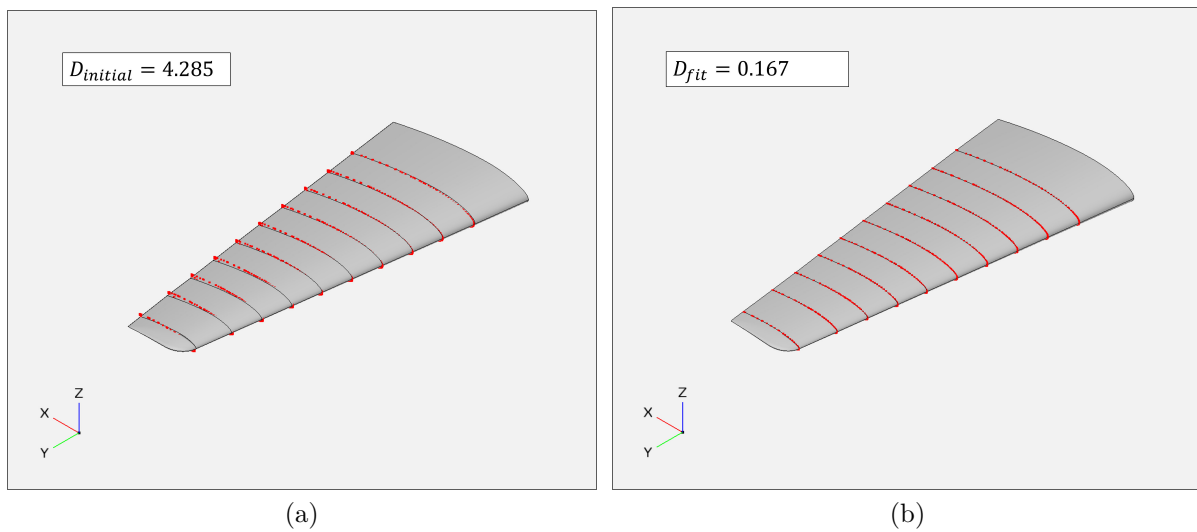 D_initial = 4.285
D_fit = 0.167
Z
X
Y
Z
X
Y
(a)
(b)